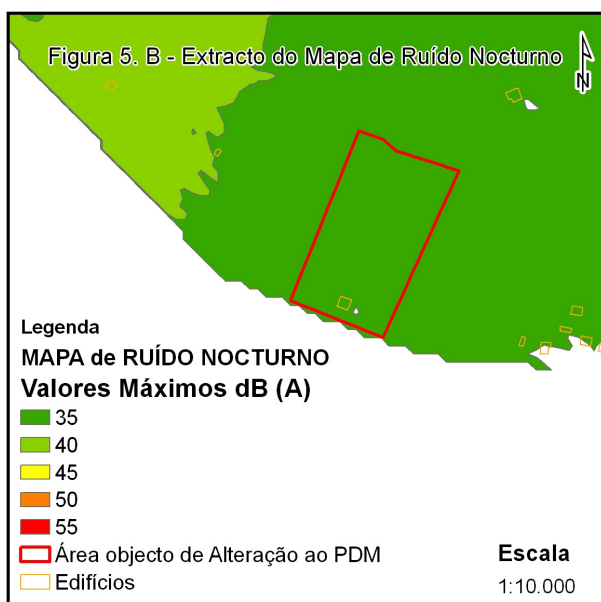 Figura 5. B - Extracto do Mapa de Ruído Nocturno
N
Legenda
MAPA de RUÍDO NOCTURNO
Valores Máximos dB (A)
35
40
45
50
55
Área objecto de Alteração ao PDM
Edifícios
Escala
1:10.000